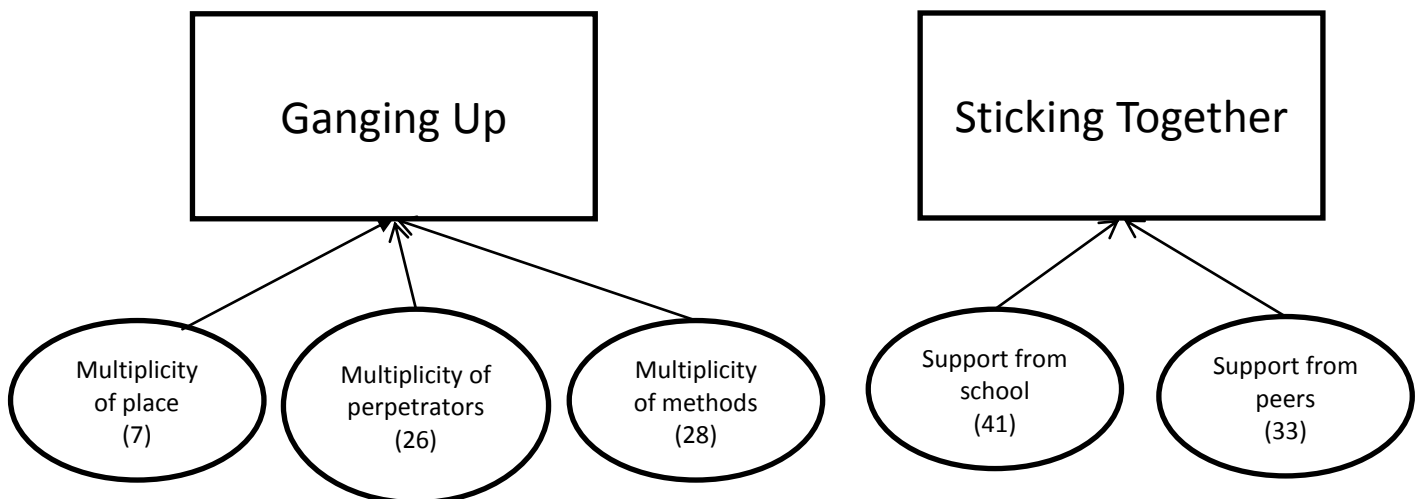 Ganging Up
Sticking Together
Multiplicity
of place
(7)
Multiplicity of
perpetrators
(26)
Multiplicity
of methods
(28)
Support from
school
(41)
Support from
peers
(33)